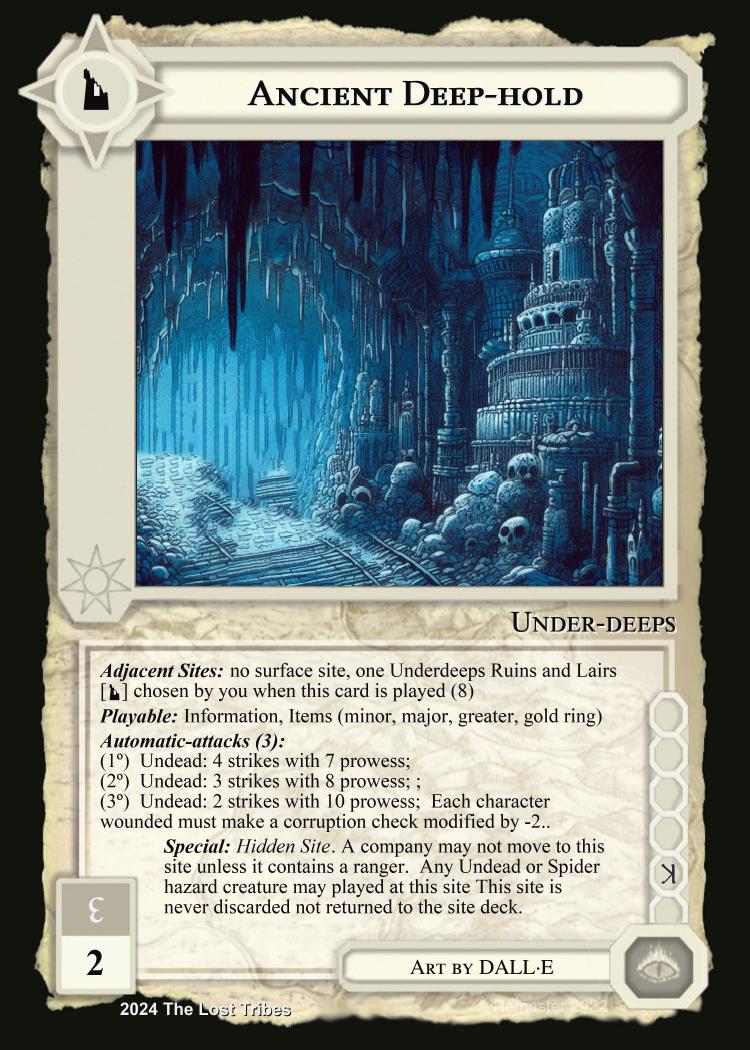 Ancient Deep-hold
Under-deeps
Adjacent Sites: no surface site, one Underdeeps Ruins and Lairs
[] chosen by you when this card is played (8)
Playable: Information, Items (minor, major, greater, gold ring)
Automatic-attacks (3):
(1º) Undead: 4 strikes with 7 prowess;
(2º) Undead: 3 strikes with 8 prowess; ;
(3º) Undead: 2 strikes with 10 prowess; Each character
wounded must make a corruption check modified by -2..
Special: Hidden Site. A company may not move to this
site unless it contains a ranger. Any Undead or Spider
hazard creature may played at this site This site is
never discarded not returned to the site deck.
K
3
2
Art by DALL·E
2024 The Lost Tribes
Remaster 2022